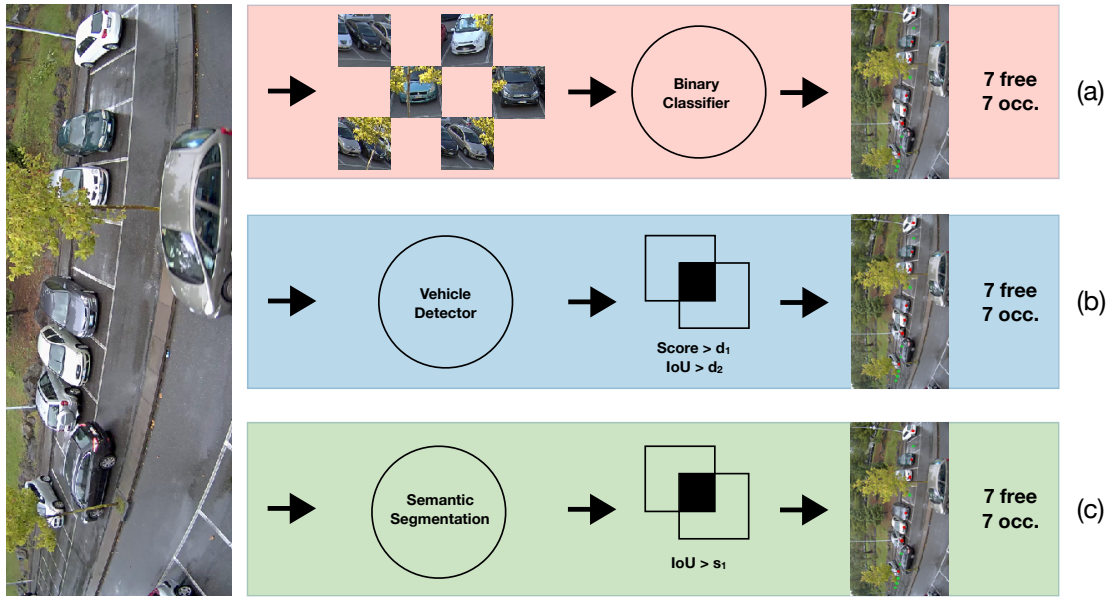 Binary
Classifier
7 free
7 occ.
(a)
Vehicle
Detector
Score > d₁
IoU > d₂
7 free
7 occ.
(b)
Semantic
Segmentation
IoU > s₁
7 free
7 occ.
(c)